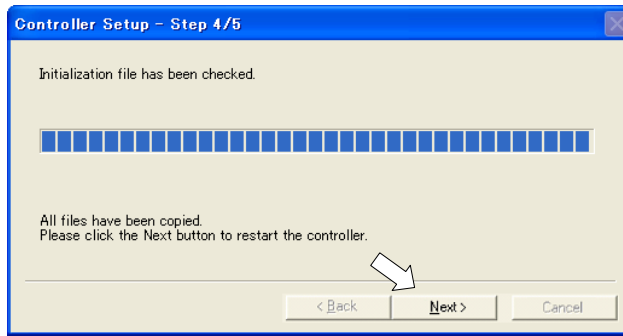 Controller Setup - Step 4/5
Initialization file has been checked.
All files have been copied.
Please click the Next button to restart the controller.
< Back
Next >
Cancel